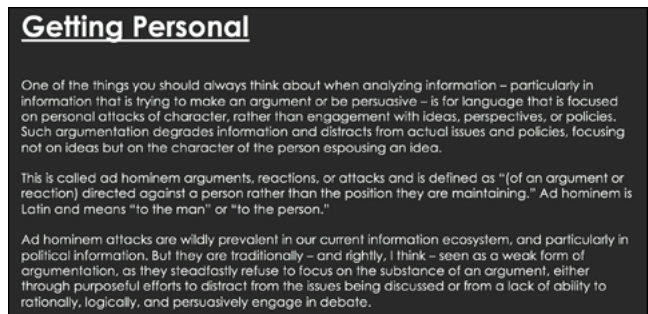 Getting Personal
One of the things you should always think about when analyzing information – particularly in
information that is trying to make an argument or be persuasive – is for language that is focused
on personal attacks of character, rather than engagement with ideas, perspectives, or policies.
Such argumentation degrades information and distracts from actual issues and policies, focusing
not on ideas but on the character of the person espousing an idea.
This is called ad hominem arguments, reactions, or attacks and is defined as “(of an argument or
reaction) directed against a person rather than the position they are maintaining.” Ad hominem is
Latin and means “to the man” or “to the person.”
Ad hominem attacks are wildly prevalent in our current information ecosystem, and particularly in
political information. But they are traditionally – and rightly, I think – seen as a weak form of
argumentation, as they steadfastly refuse to focus on the substance of an argument, either
through purposeful efforts to distract from the issues being discussed or from a lack of ability to
rationally, logically, and persuasively engage in debate.